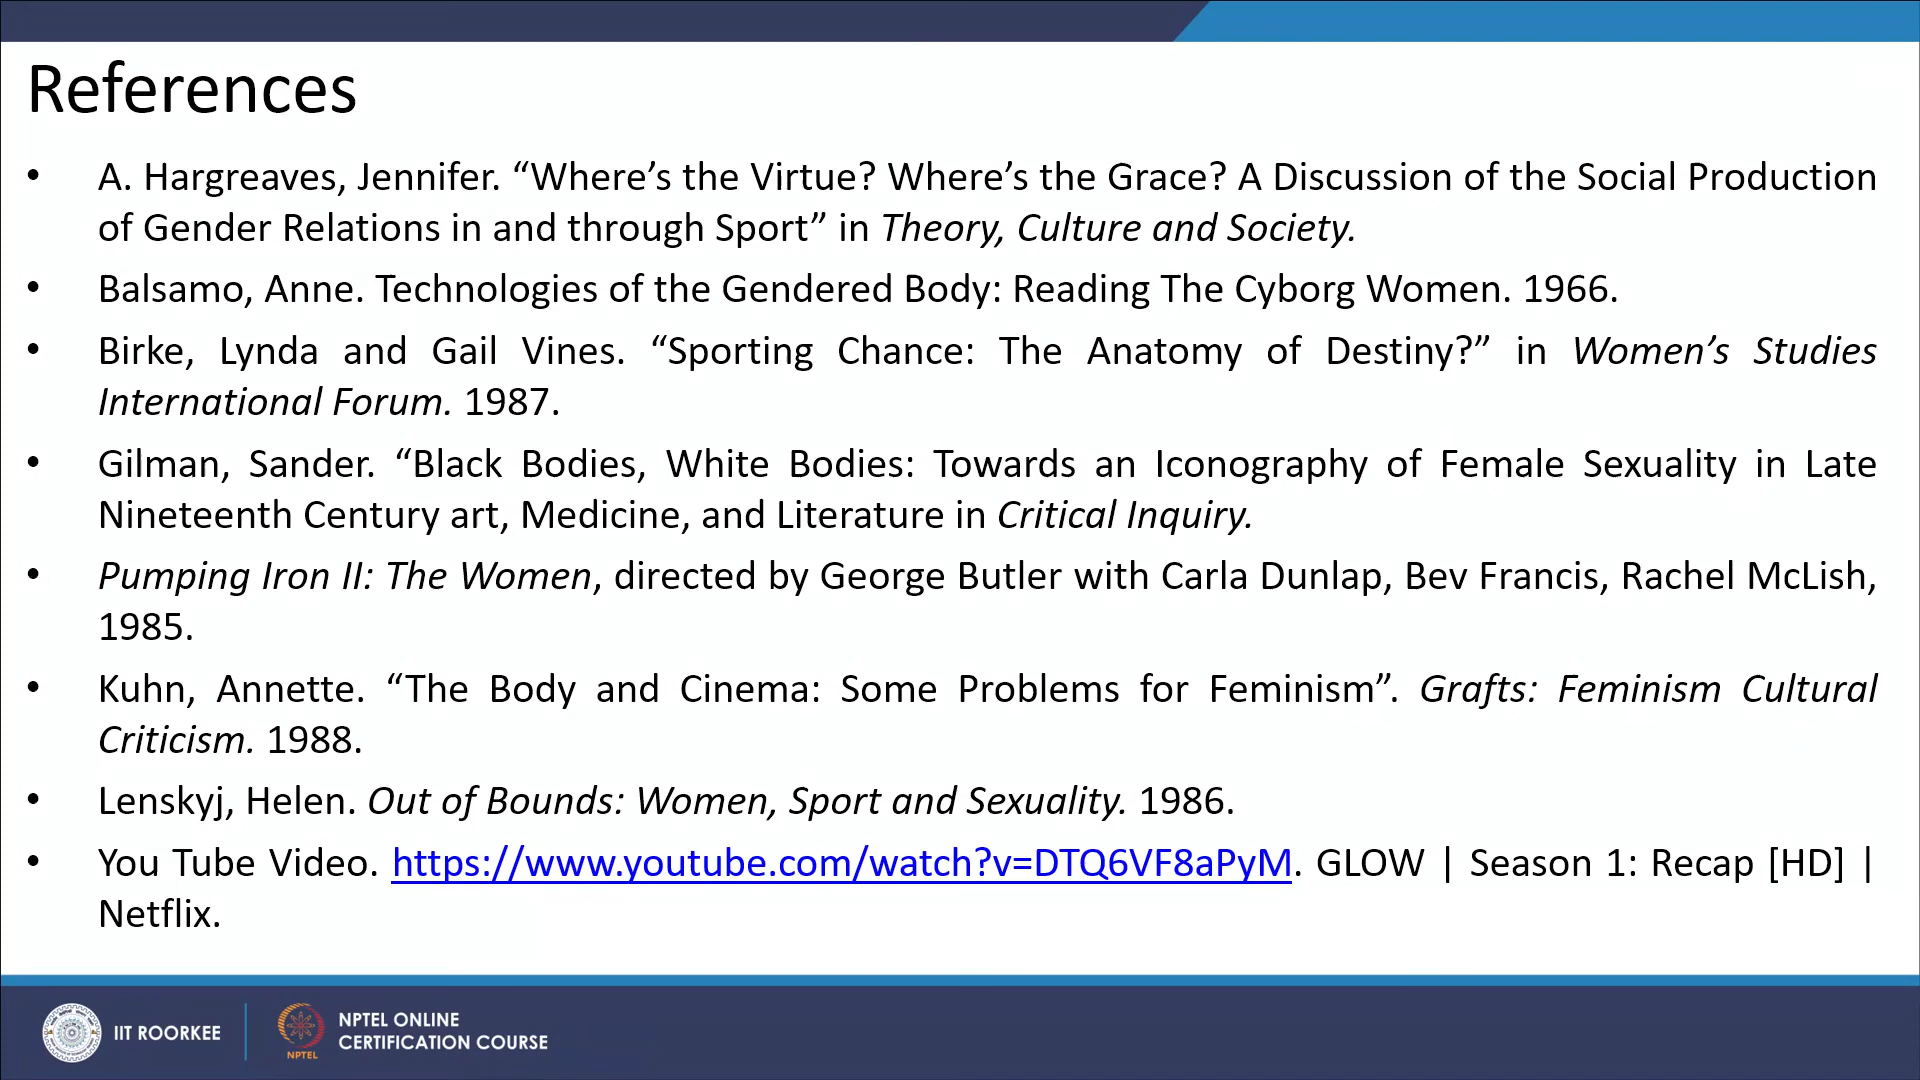 References
• A. Hargreaves, Jennifer. “Where’s the Virtue? Where’s the Grace? A Discussion of the Social Production
of Gender Relations in and through Sport” in Theory, Culture and Society.
• Balsamo, Anne. Technologies of the Gendered Body: Reading The Cyborg Women. 1966.
• Birke, Lynda and Gail Vines. “Sporting Chance: The Anatomy of Destiny?” in Women’s Studies
International Forum. 1987.
• Gilman, Sander. “Black Bodies, White Bodies: Towards an Iconography of Female Sexuality in Late
Nineteenth Century art, Medicine, and Literature in Critical Inquiry.
• Pumping Iron II: The Women, directed by George Butler with Carla Dunlap, Bev Francis, Rachel McLish,
1985.
• Kuhn, Annette. “The Body and Cinema: Some Problems for Feminism”. Grafts: Feminism Cultural
Criticism. 1988.
• Lenskyj, Helen. Out of Bounds: Women, Sport and Sexuality. 1986.
• You Tube Video. https://www.youtube.com/watch?v=DTQ6VF8aPyM. GLOW | Season 1: Recap [HD] |
Netflix.
IIT ROORKEE
NPTEL
NPTEL ONLINE
CERTIFICATION COURSE